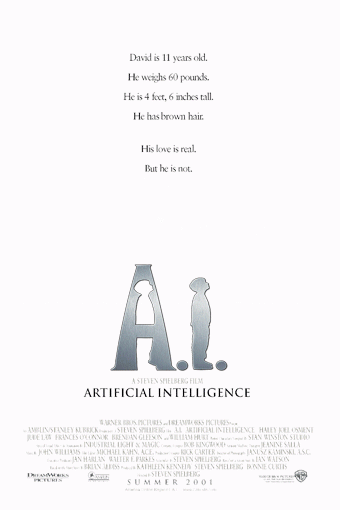 David is 11 years old.
He weighs 60 pounds.
He is 4 feet, 6 inches tall.
He has brown hair.
His love is real.
But he is not.
A.I.
A STEVEN SPIELBERG FILM
ARTIFICIAL INTELLIGENCE
WARNER BROS. PICTURES DREAMWORKS PICTURES
AMBLIN/STANLEY KUBRICK STEVEN SPIELBERG A.I. ARTIFICIAL INTELLIGENCE HALEY JOEL OSMENT
JUDE LAW FRANCES O'CONNOR BRENDAN GLEESON WILLIAM HURT STAN WINSTON STUDIO
INDUSTRIAL LIGHT & MAGIC BOB RINGWOOD
JOHN WILLIAMS MICHAEL KAHN, A.C.E. RICK CARTER JANUSZ KAMINSKI, A.S.C.
JAN HARLAN WALTER F. PARKES STEVEN SPIELBERG IAN WATSON
BRIAN ALDISS KATHLEEN KENNEDY STEVEN SPIELBERG BONNIE CURTIS
STEVEN SPIELBERG
DREAMWORKS
PICTURES
SUMMER 2001